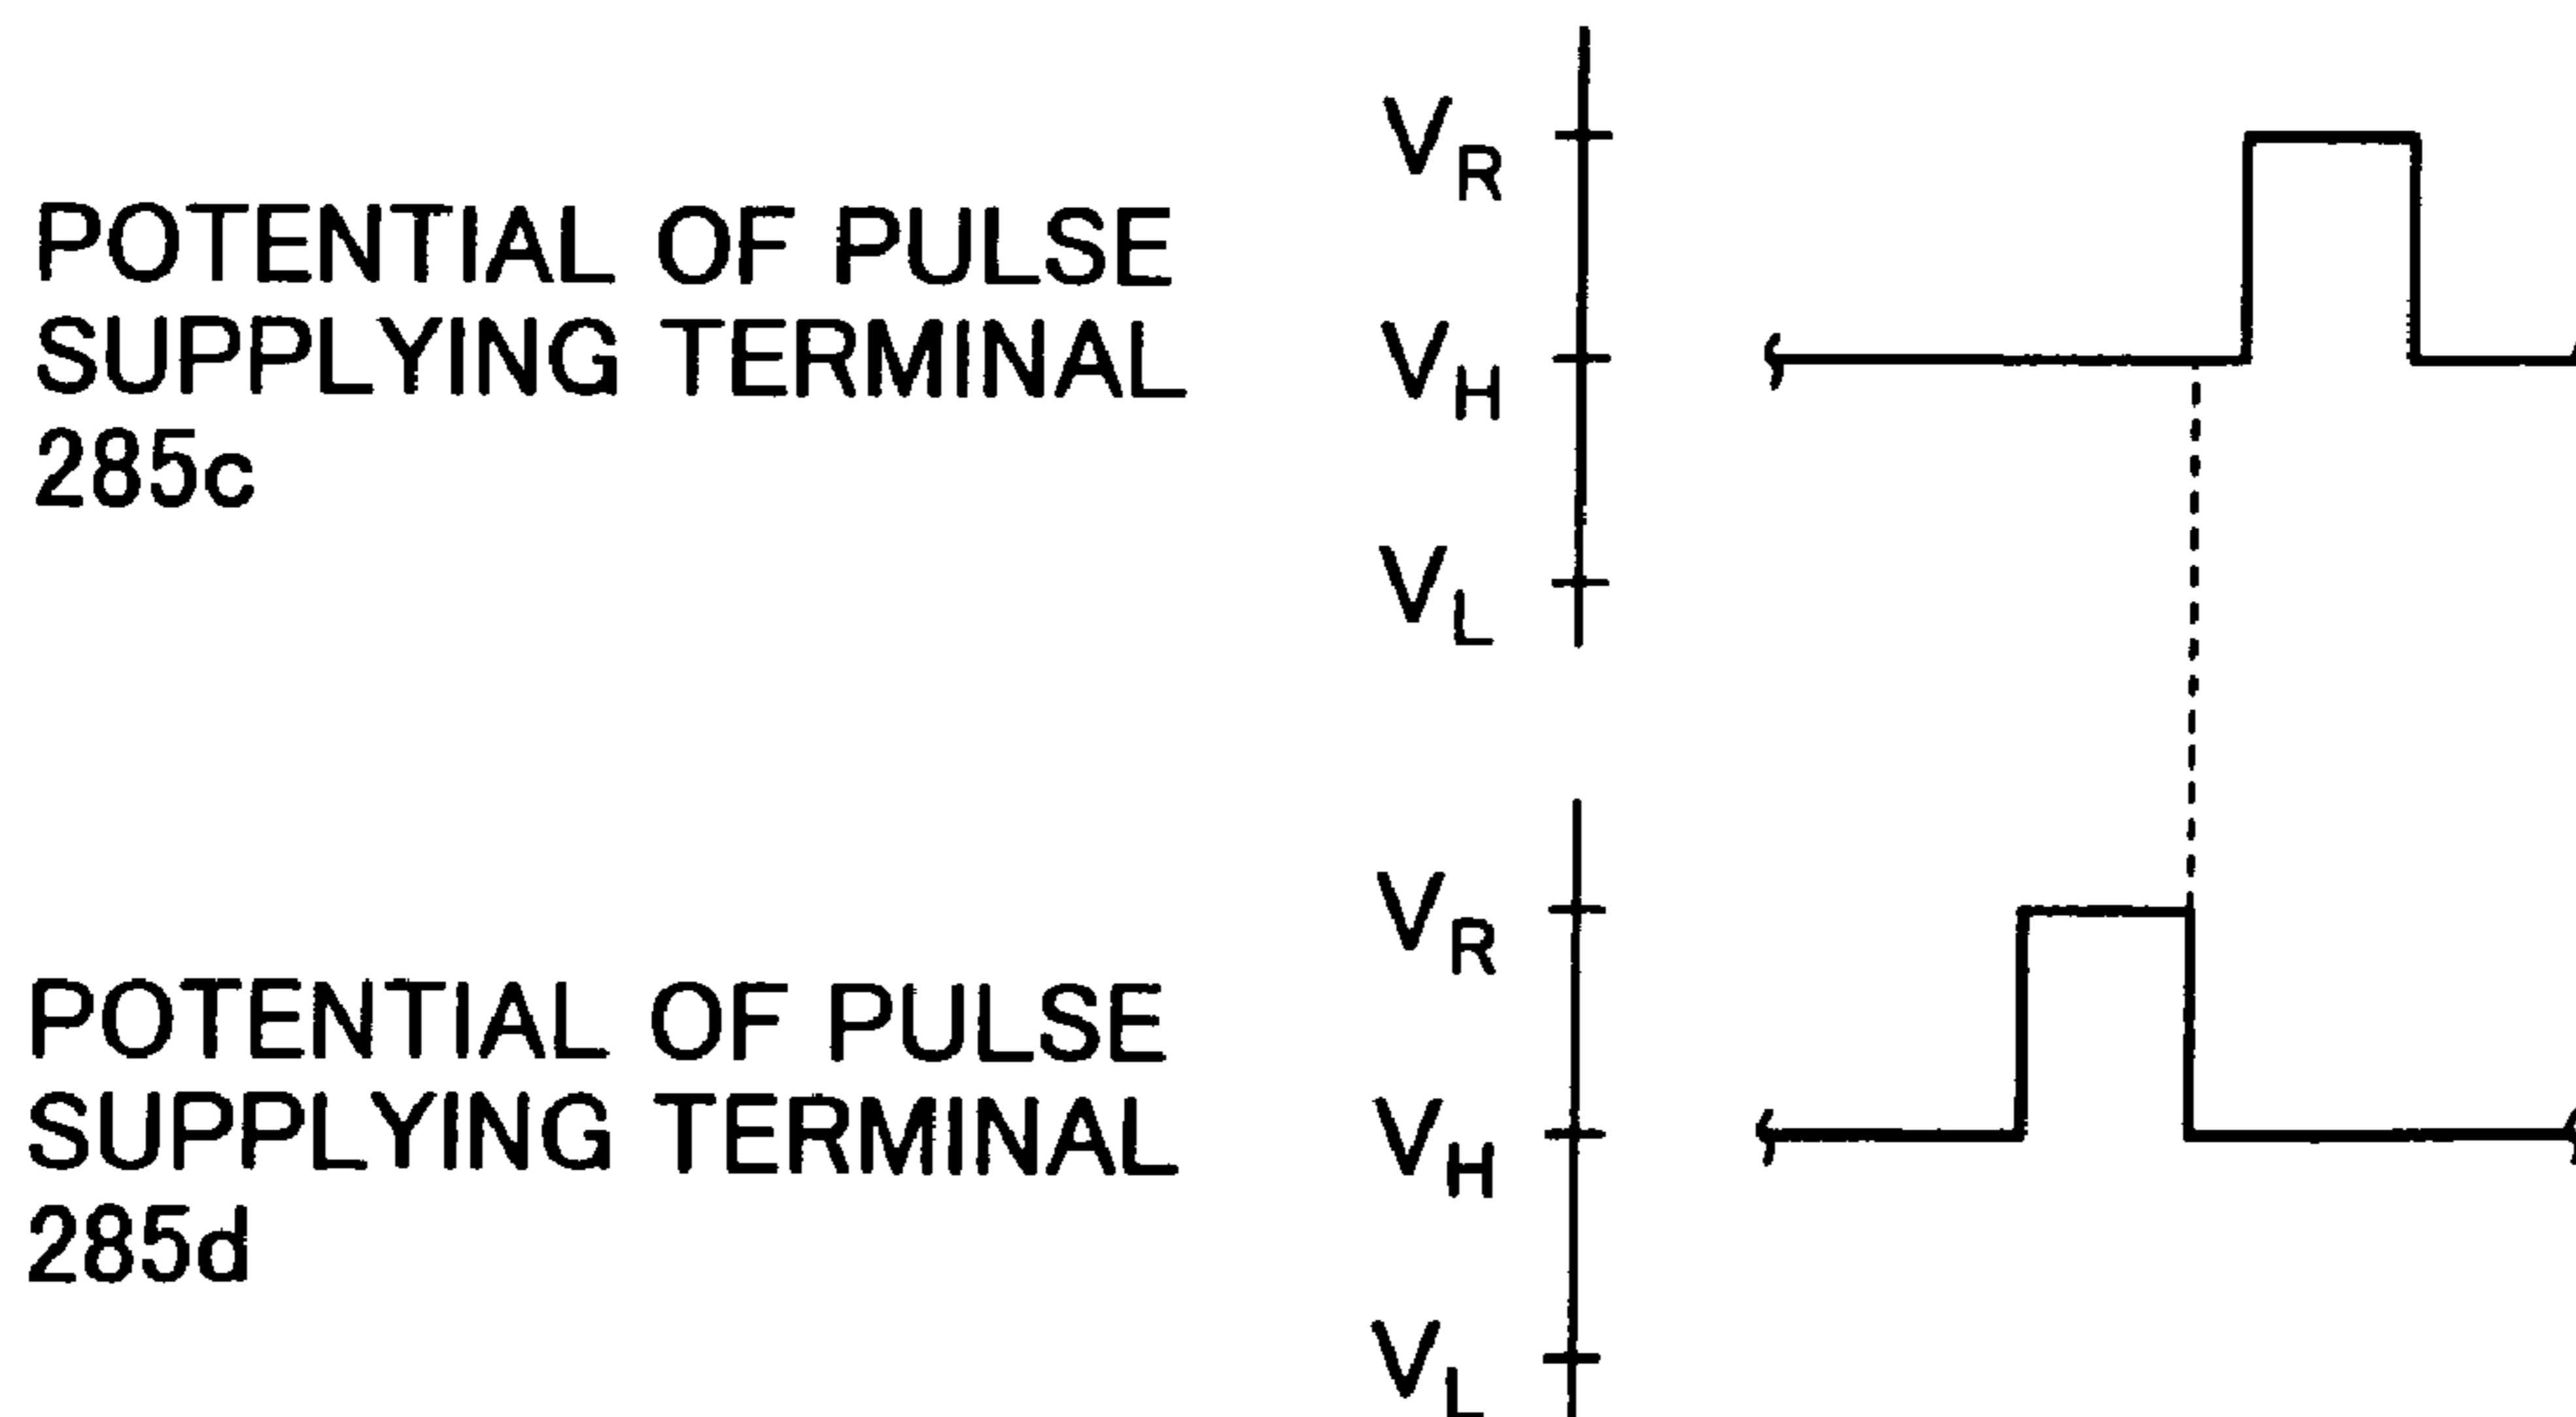 POTENTIAL OF PULSE
SUPPLYING TERMINAL
285c
V_R
V_H
V_L
POTENTIAL OF PULSE
SUPPLYING TERMINAL
285d
V_R
V_H
V_L